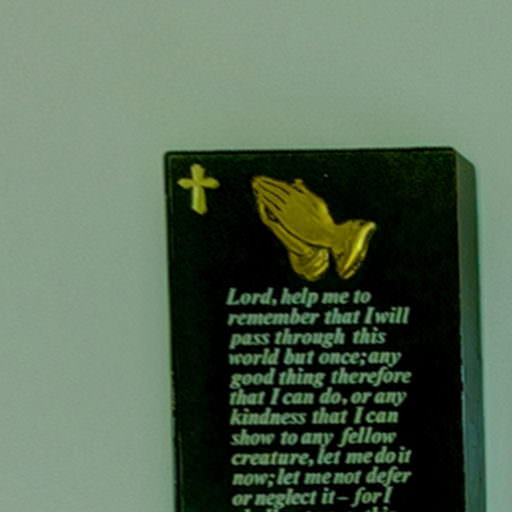 Lord, help me to
remember that I will
pass through this
world but once; any
good thing therefore
that I can do, or any
kindness that I can
show to any fellow
creature, let me do it
now; let me not defer
or neglect it – for I